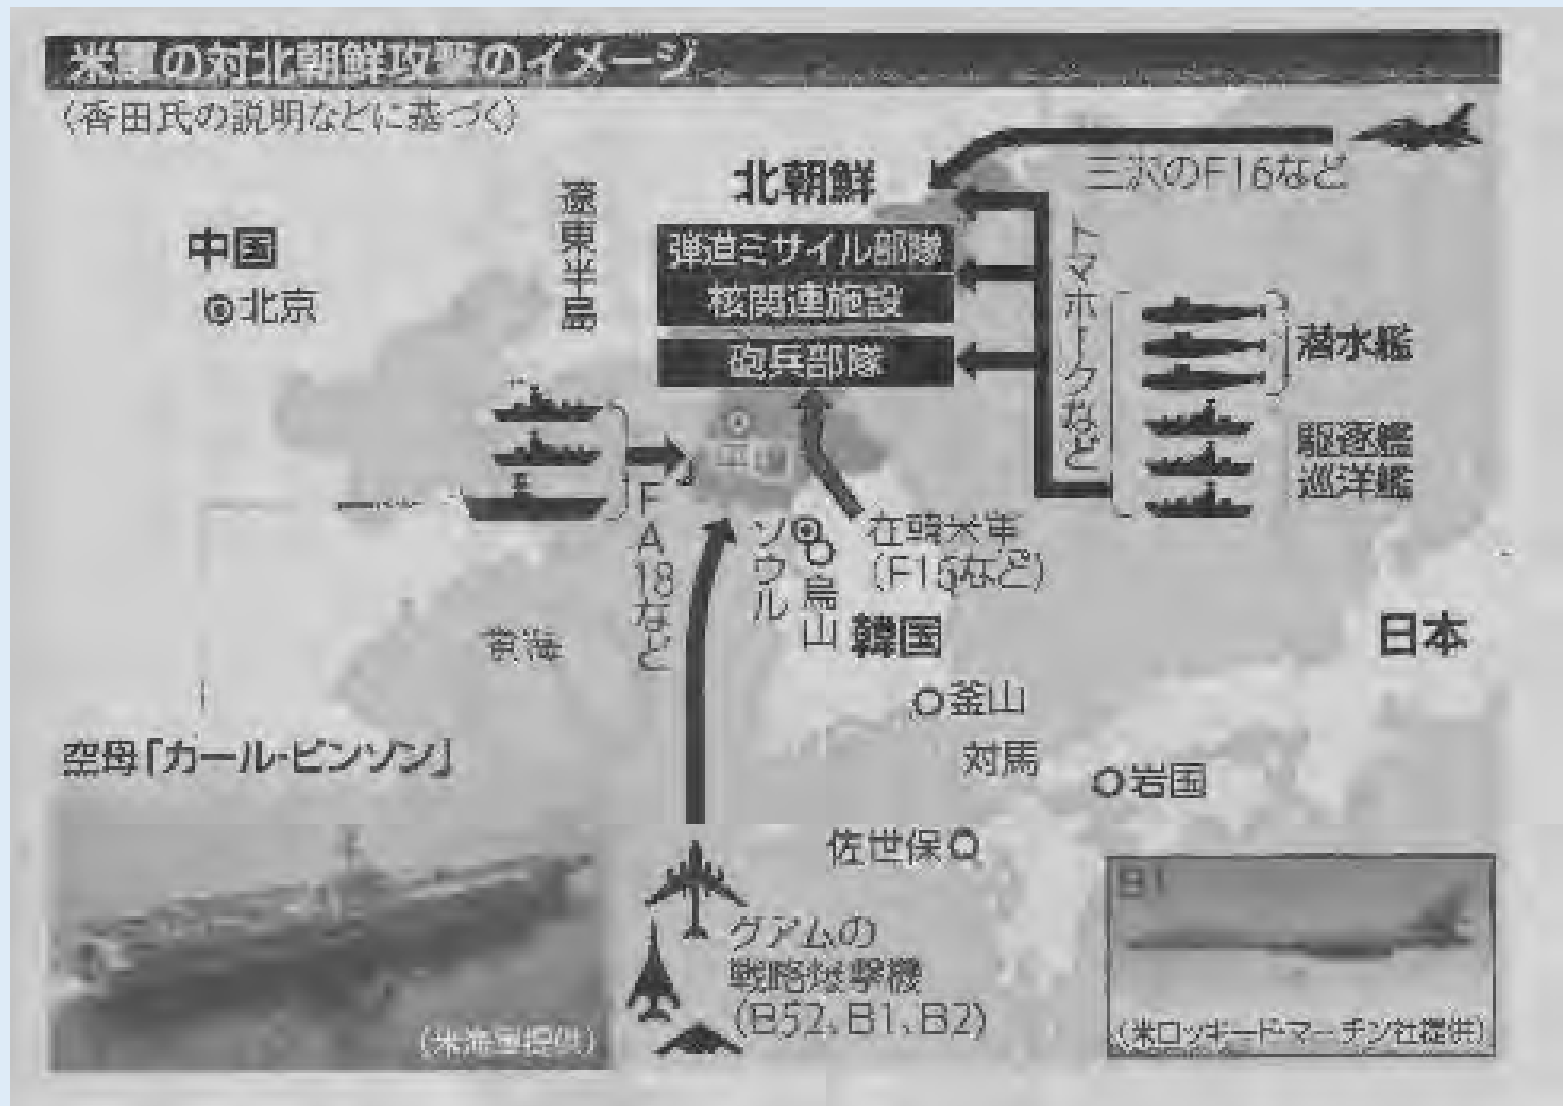 米軍の対北朝鮮攻撃のイメージ
〈香田氏の説明などに基づく〉
三沢のF16など
北朝鮮
遼東半島
中国
北京
弾道ミサイル部隊
核関連施設
砲兵部隊
トマホークなど
潜水艦
駆逐艦
巡洋艦
平壌
FA18など
ソウル
烏山
在韓米軍
(F16など)
韓国
日本
黄海
釜山
対馬
岩国
佐世保
空母「カール・ビンソン」
(米海軍提供)
グアムの
戦略爆撃機
(B52、B1、B2)
B1
(米ロッキード・マーチン社提供)